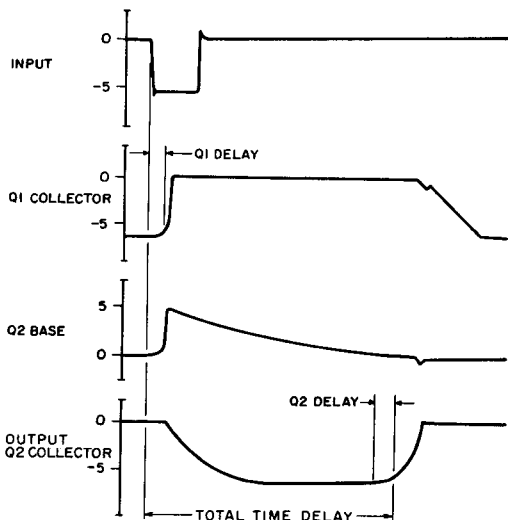 0
INPUT
-5
Q1 DELAY
0
Q1 COLLECTOR
-5
5
Q2 BASE
0
Q2 DELAY
0
OUTPUT
Q2 COLLECTOR
-5
TOTAL TIME DELAY